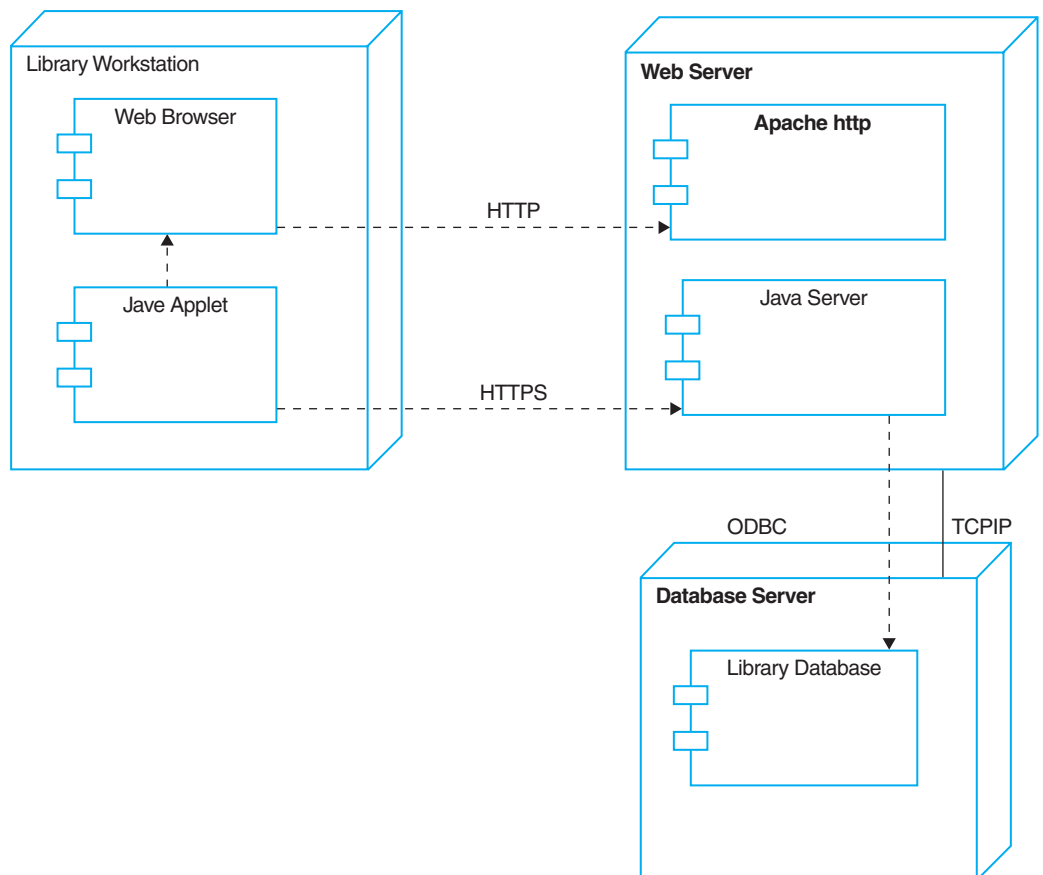 Library Workstation
Web Browser
Jave Applet
HTTP
HTTPS
Web Server
Apache http
Java Server
ODBC
TCPIP
Database Server
Library Database